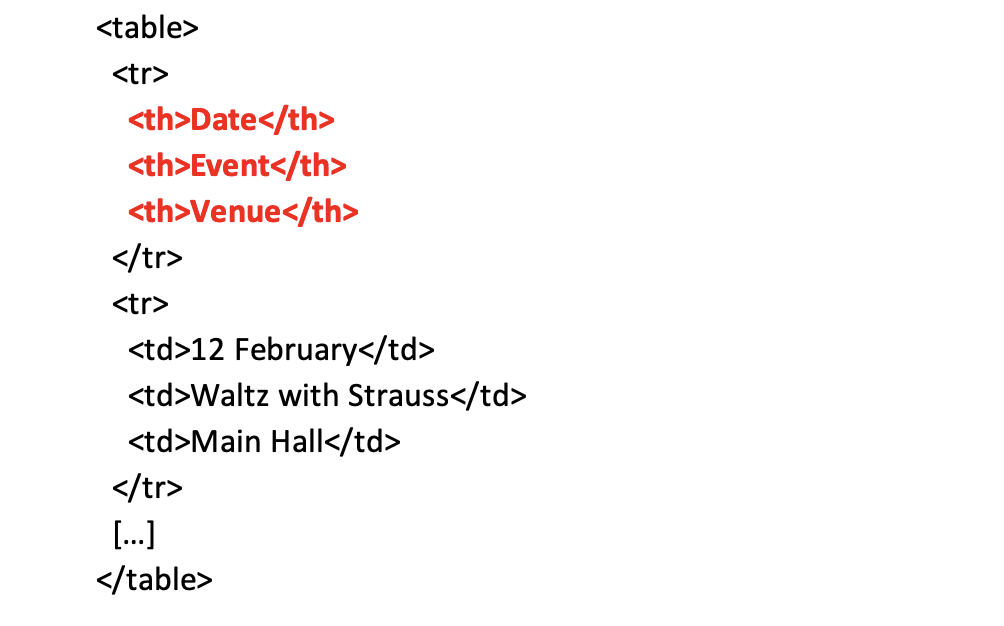 <table>
<tr>
<th>Date</th>
<th>Event</th>
<th>Venue</th>
</tr>
<tr>
<td>12 February</td>
<td>Waltz with Strauss</td>
<td>Main Hall</td>
</tr>
[...]
</table>